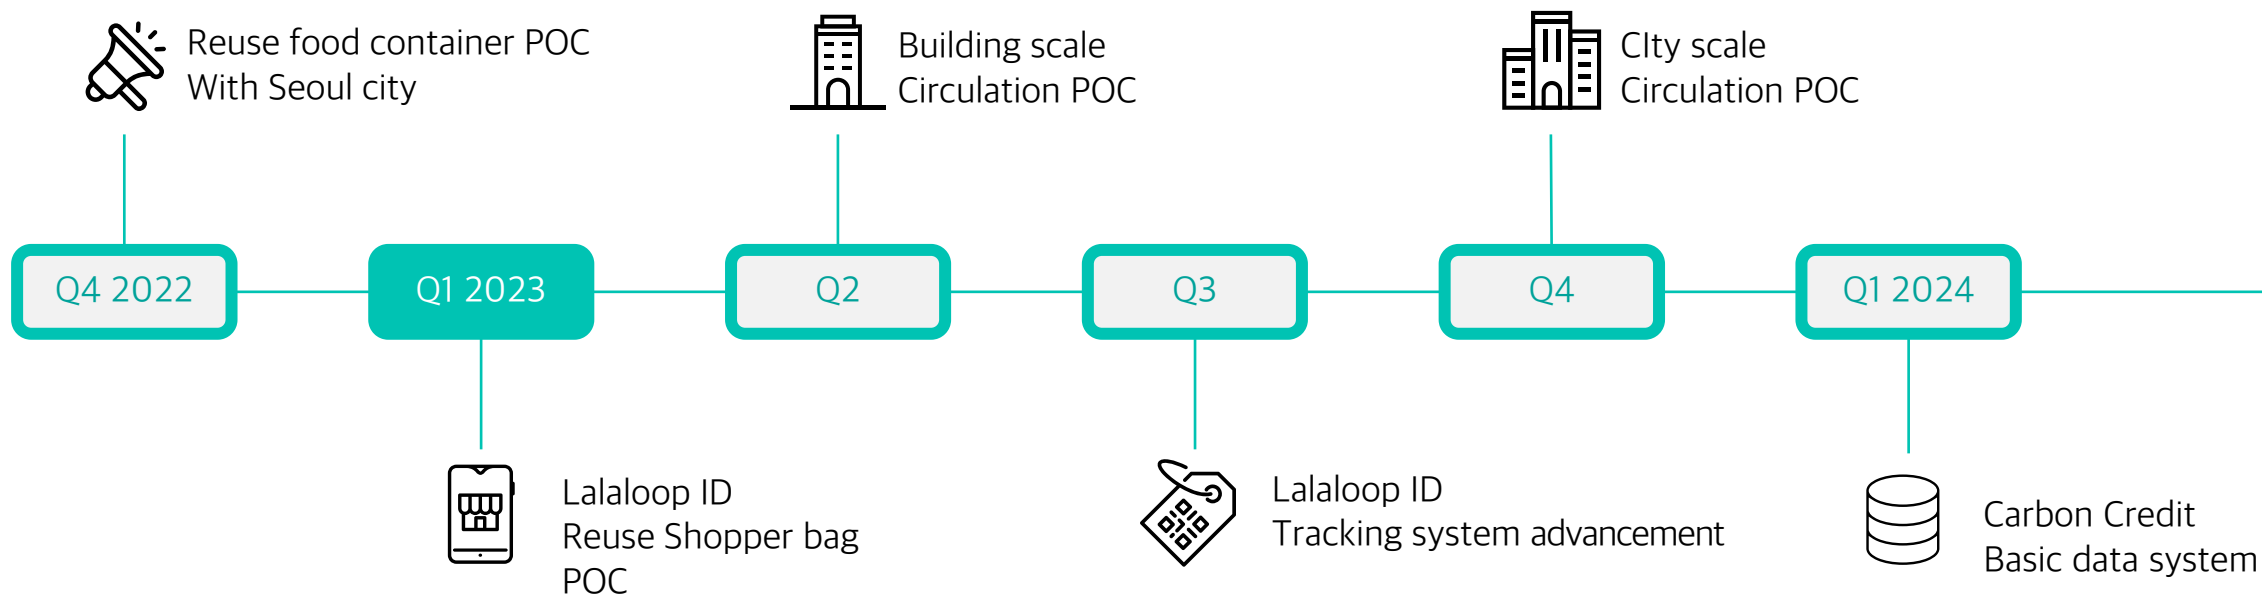 Reuse food container POC
With Seoul city
Building scale
Circulation POC
CIty scale
Circulation POC
Q4 2022
Q1 2023
Q2
Q3
Q4
Q1 2024
Lalaloop ID
Reuse Shopper bag
POC
Lalaloop ID
Tracking system advancement
Carbon Credit
Basic data system